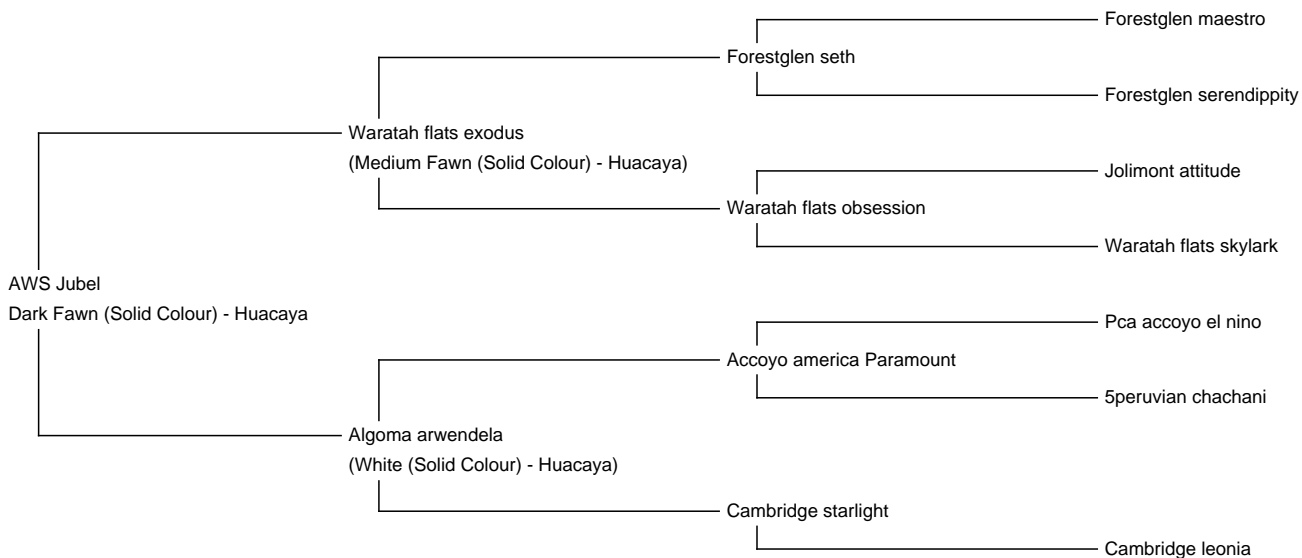 Forestglen maestro
Forestglen seth
Forestglen serendippity
Waratah flats exodus
(Medium Fawn (Solid Colour) - Huacaya)
Jolimont attitude
Waratah flats obsession
Waratah flats skylark
AWS Jubel
Dark Fawn (Solid Colour) - Huacaya
Pca accoyo el nino
Accoyo america Paramount
5peruvian chachani
Algoma arwendela
(White (Solid Colour) - Huacaya)
Cambridge starlight
Cambridge leonia